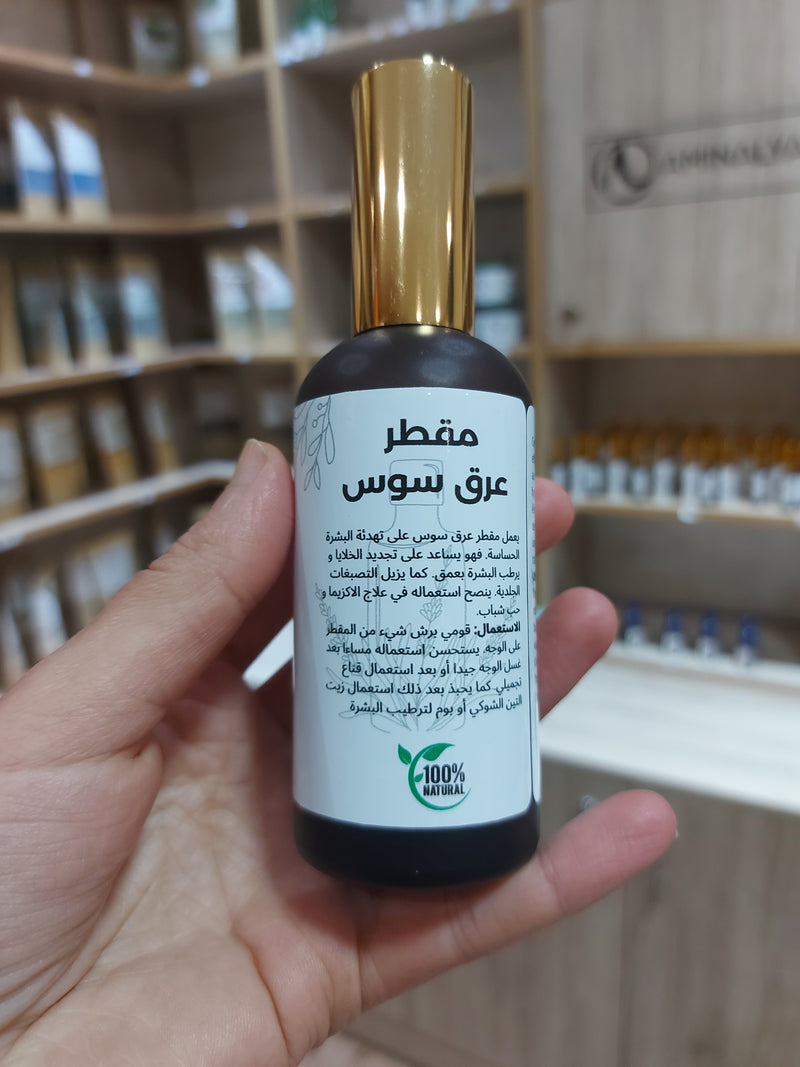 AMINALYA
مقطر
عرق سوس
يعمل مقطر عرق سوس على تهدئة البشرة
الحساسة. فهو يساعد على تجديد الخلايا و
يرطب البشرة بعمق. كما يزيل التصبغات
الجلدية. ينصح استعماله في علاج الاكزيما و
حب شباب.
الاستعمال: قومي برش شيء من المقطر
على الوجه. يستحسن استعماله مساءا بعد
غسل الوجه جيدا أو بعد استعمال قناع
تجميلي. كما يحبذ بعد ذلك استعمال زيت
التين الشوكي أو بوم لترطيب البشرة
100%
NATURAL